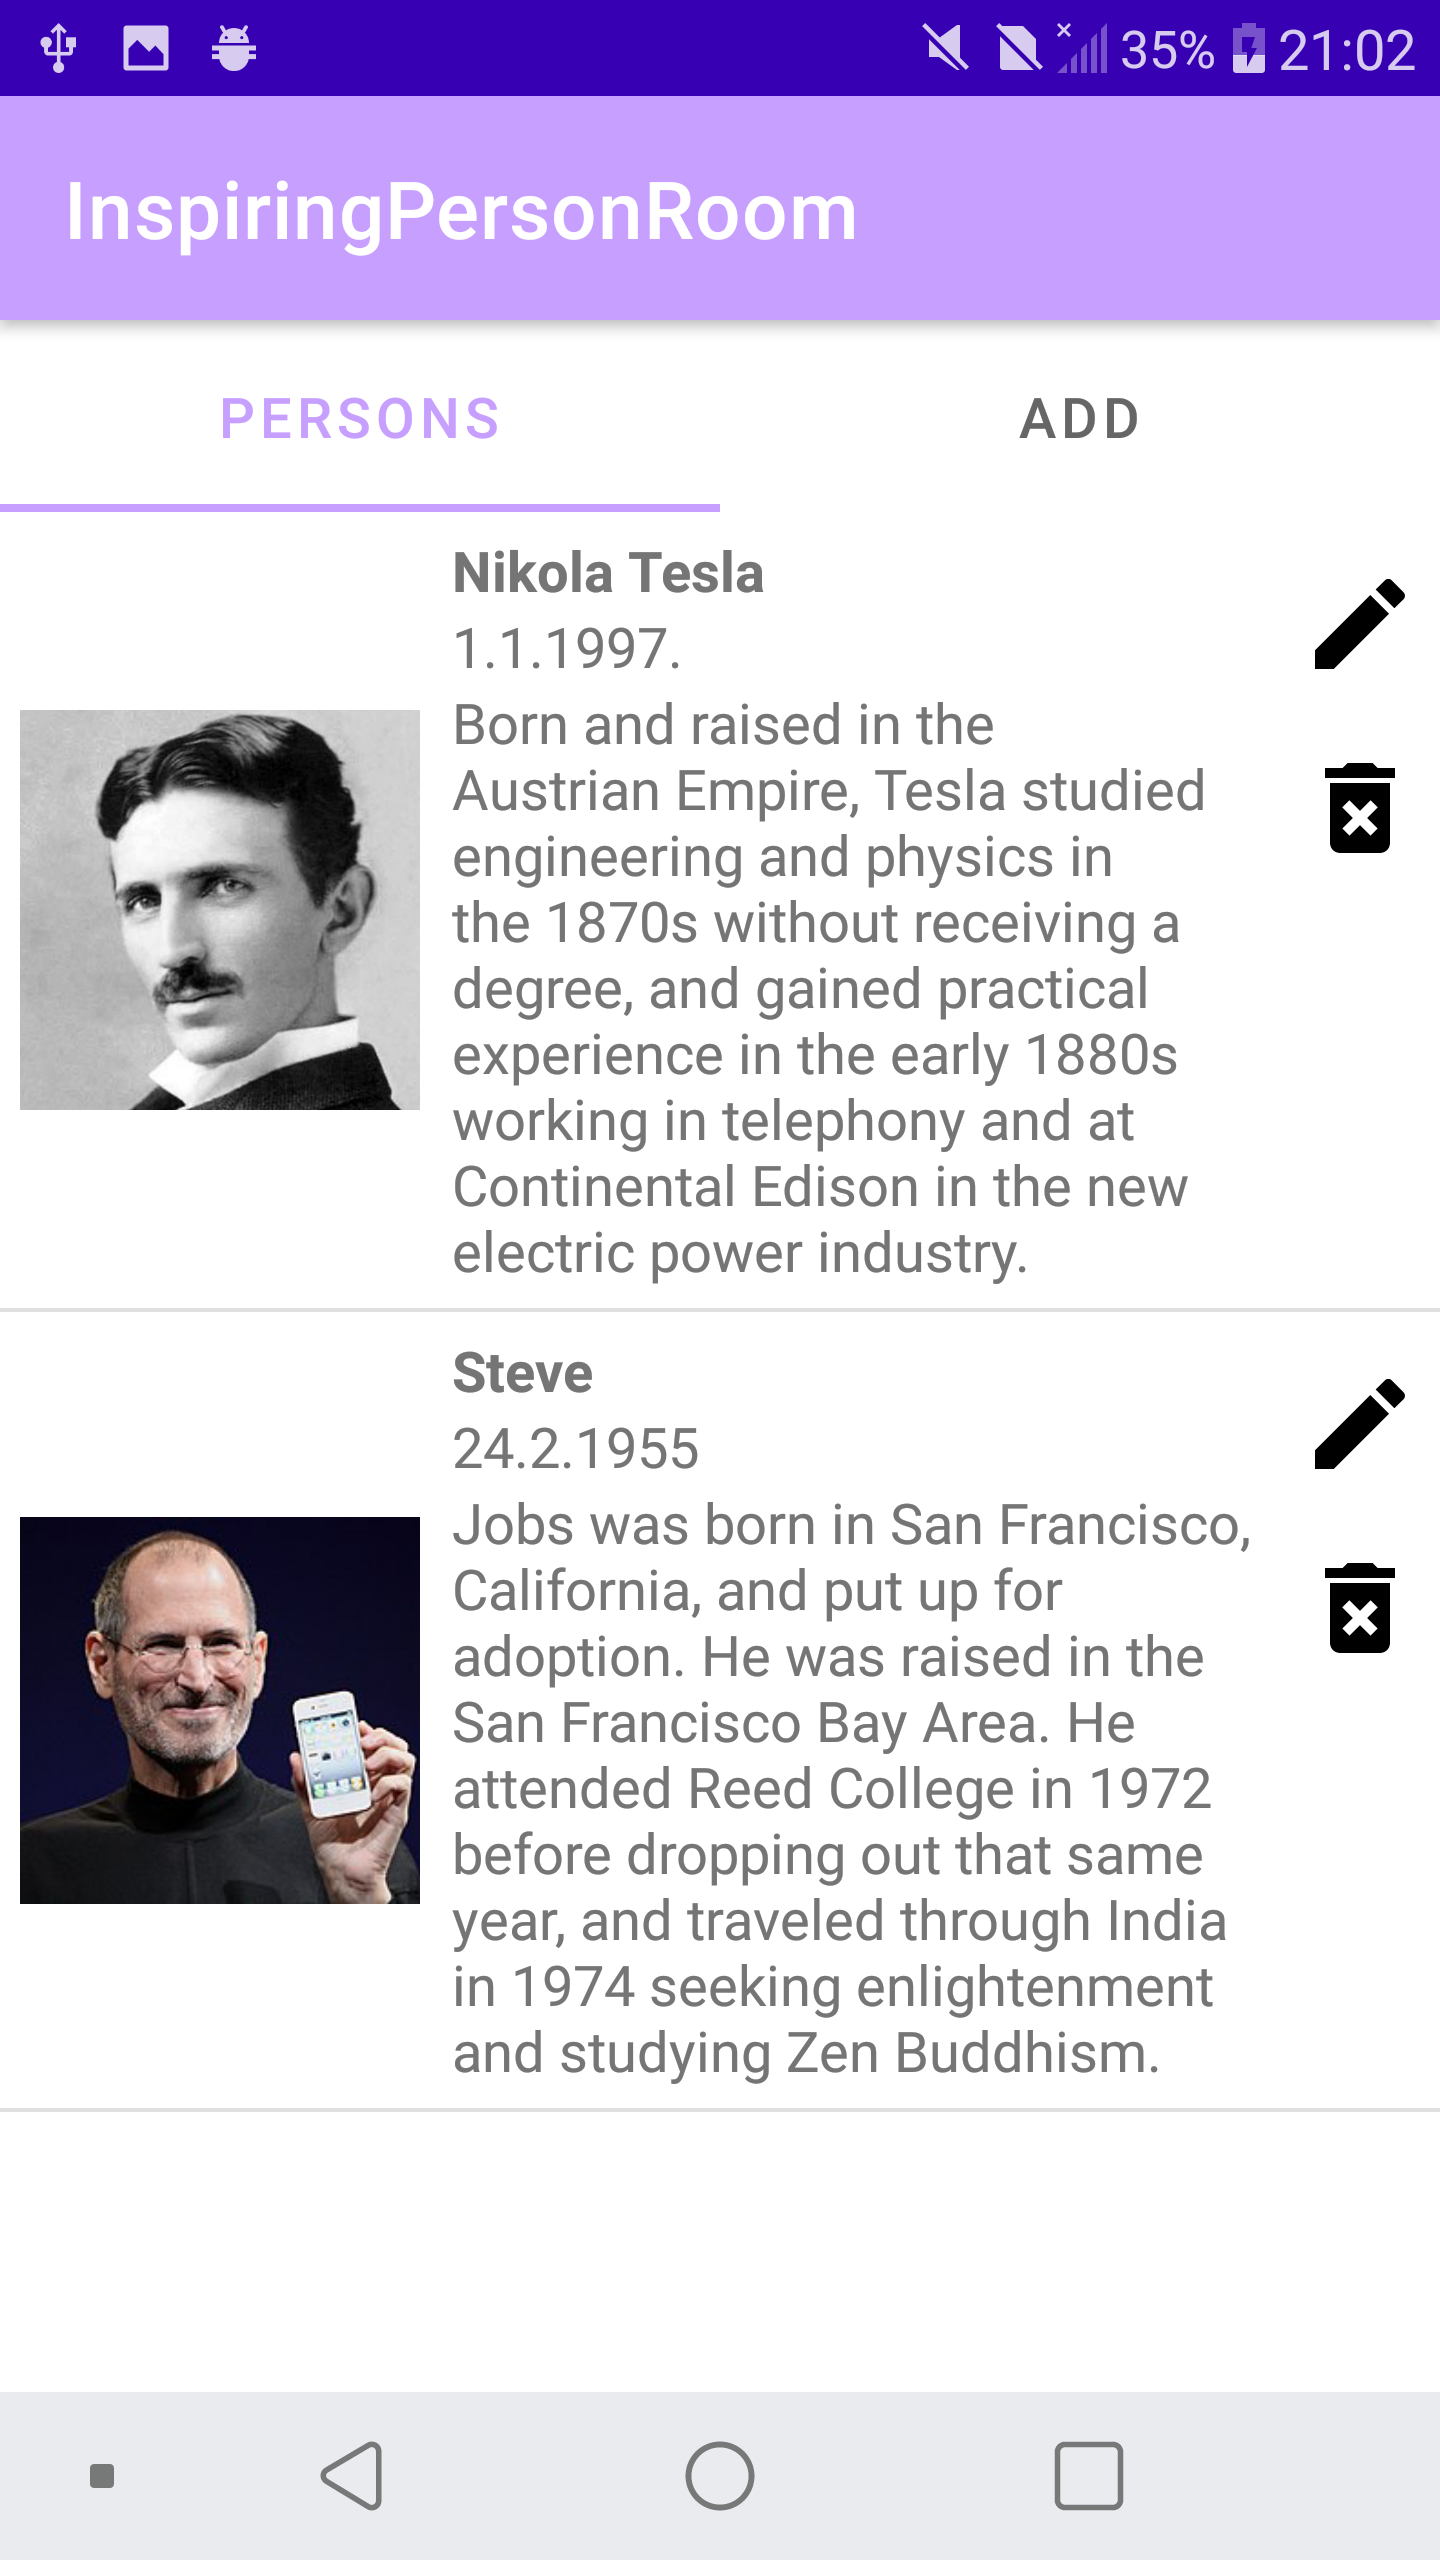 35% 21:02
InspiringPersonRoom
PERSONS ADD
Nikola Tesla
1.1.1997.
Born and raised in the
Austrian Empire, Tesla studied
engineering and physics in
the 1870s without receiving a
degree, and gained practical
experience in the early 1880s
working in telephony and at
Continental Edison in the new
electric power industry.
Steve
24.2.1955
Jobs was born in San Francisco,
California, and put up for
adoption. He was raised in the
San Francisco Bay Area. He
attended Reed College in 1972
before dropping out that same
year, and traveled through India
in 1974 seeking enlightenment
and studying Zen Buddhism.